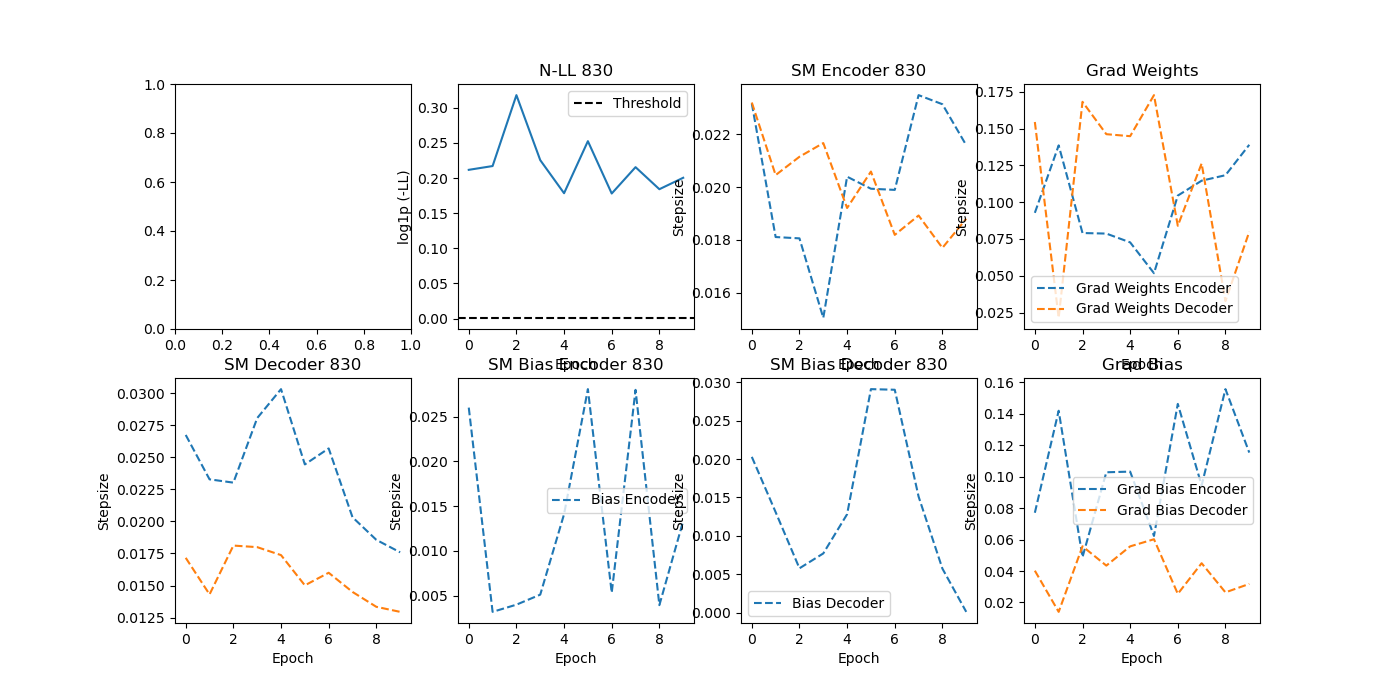 N-LL 830
SM Encoder 830
Grad Weights
1.0
0.8
0.6
0.4
0.2
0.0
0.0 0.2 0.4 0.6 0.8 1.0
log1p (-LL)
0.30
0.25
0.20
0.15
0.10
0.05
0.00
0 2 4 6 8
Epoch
Threshold
Stepsize
0.022
0.020
0.018
0.016
0 2 4 6 8
Epoch
Stepsize
0.175
0.150
0.125
0.100
0.075
0.050
0.025
0 2 4 6 8
Epoch
Grad Weights Encoder
Grad Weights Decoder
SM Decoder 830
SM Bias Encoder 830
SM Bias Decoder 830
Grad Bias
Stepsize
0.0300
0.0275
0.0250
0.0225
0.0200
0.0175
0.0150
0.0125
0 2 4 6 8
Epoch
Stepsize
0.025
0.020
0.015
0.010
0.005
0 2 4 6 8
Epoch
Bias Encoder
Stepsize
0.030
0.025
0.020
0.015
0.010
0.005
0.000
0 2 4 6 8
Epoch
Bias Decoder
Stepsize
0.16
0.14
0.12
0.10
0.08
0.06
0.04
0.02
0 2 4 6 8
Epoch
Grad Bias Encoder
Grad Bias Decoder